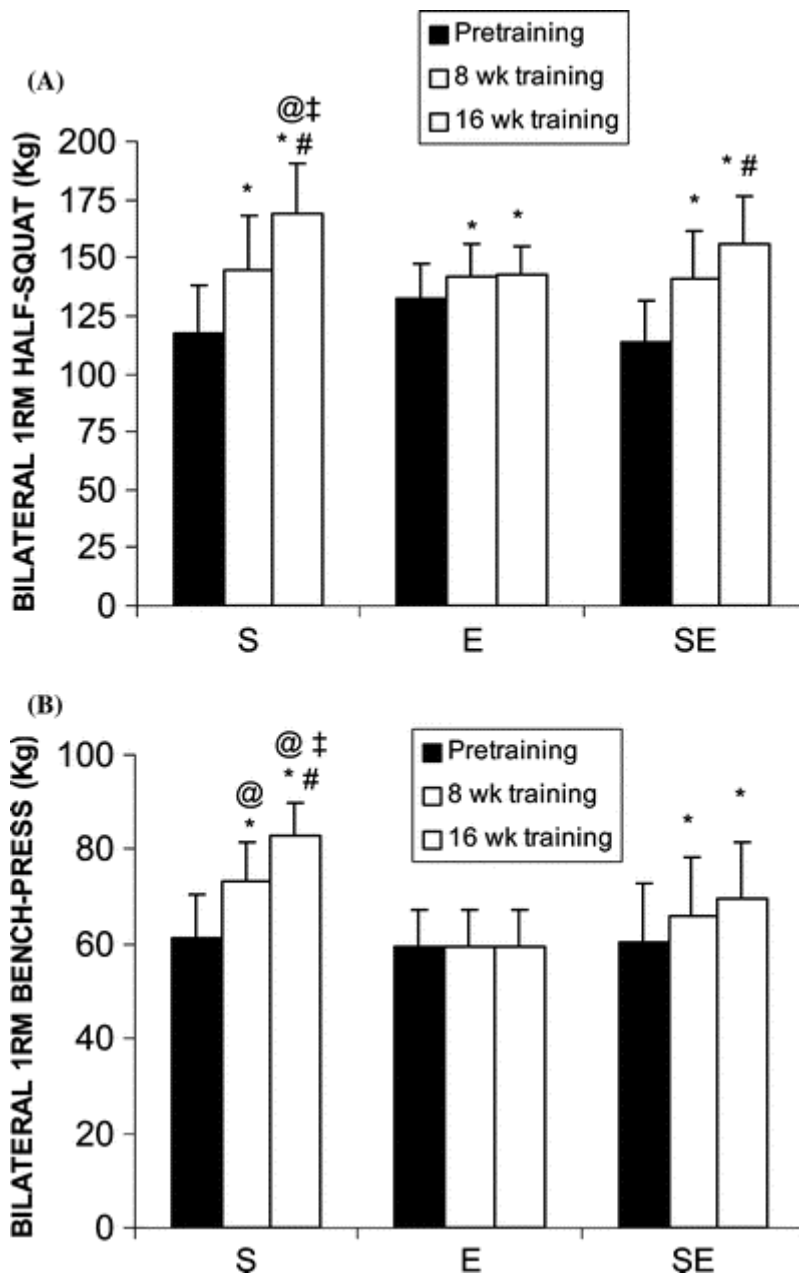 (A)
Pretraining
8 wk training
16 wk training
BILATERAL 1RM HALF-SQUAT (Kg)
200
175
150
125
100
75
50
25
0
@‡
* #
*
*
*
*
* #
S E SE
(B)
Pretraining
8 wk training
16 wk training
BILATERAL 1RM BENCH-PRESS (Kg)
100
80
60
40
20
0
@ ‡
* #
@
*
*
*
S E SE